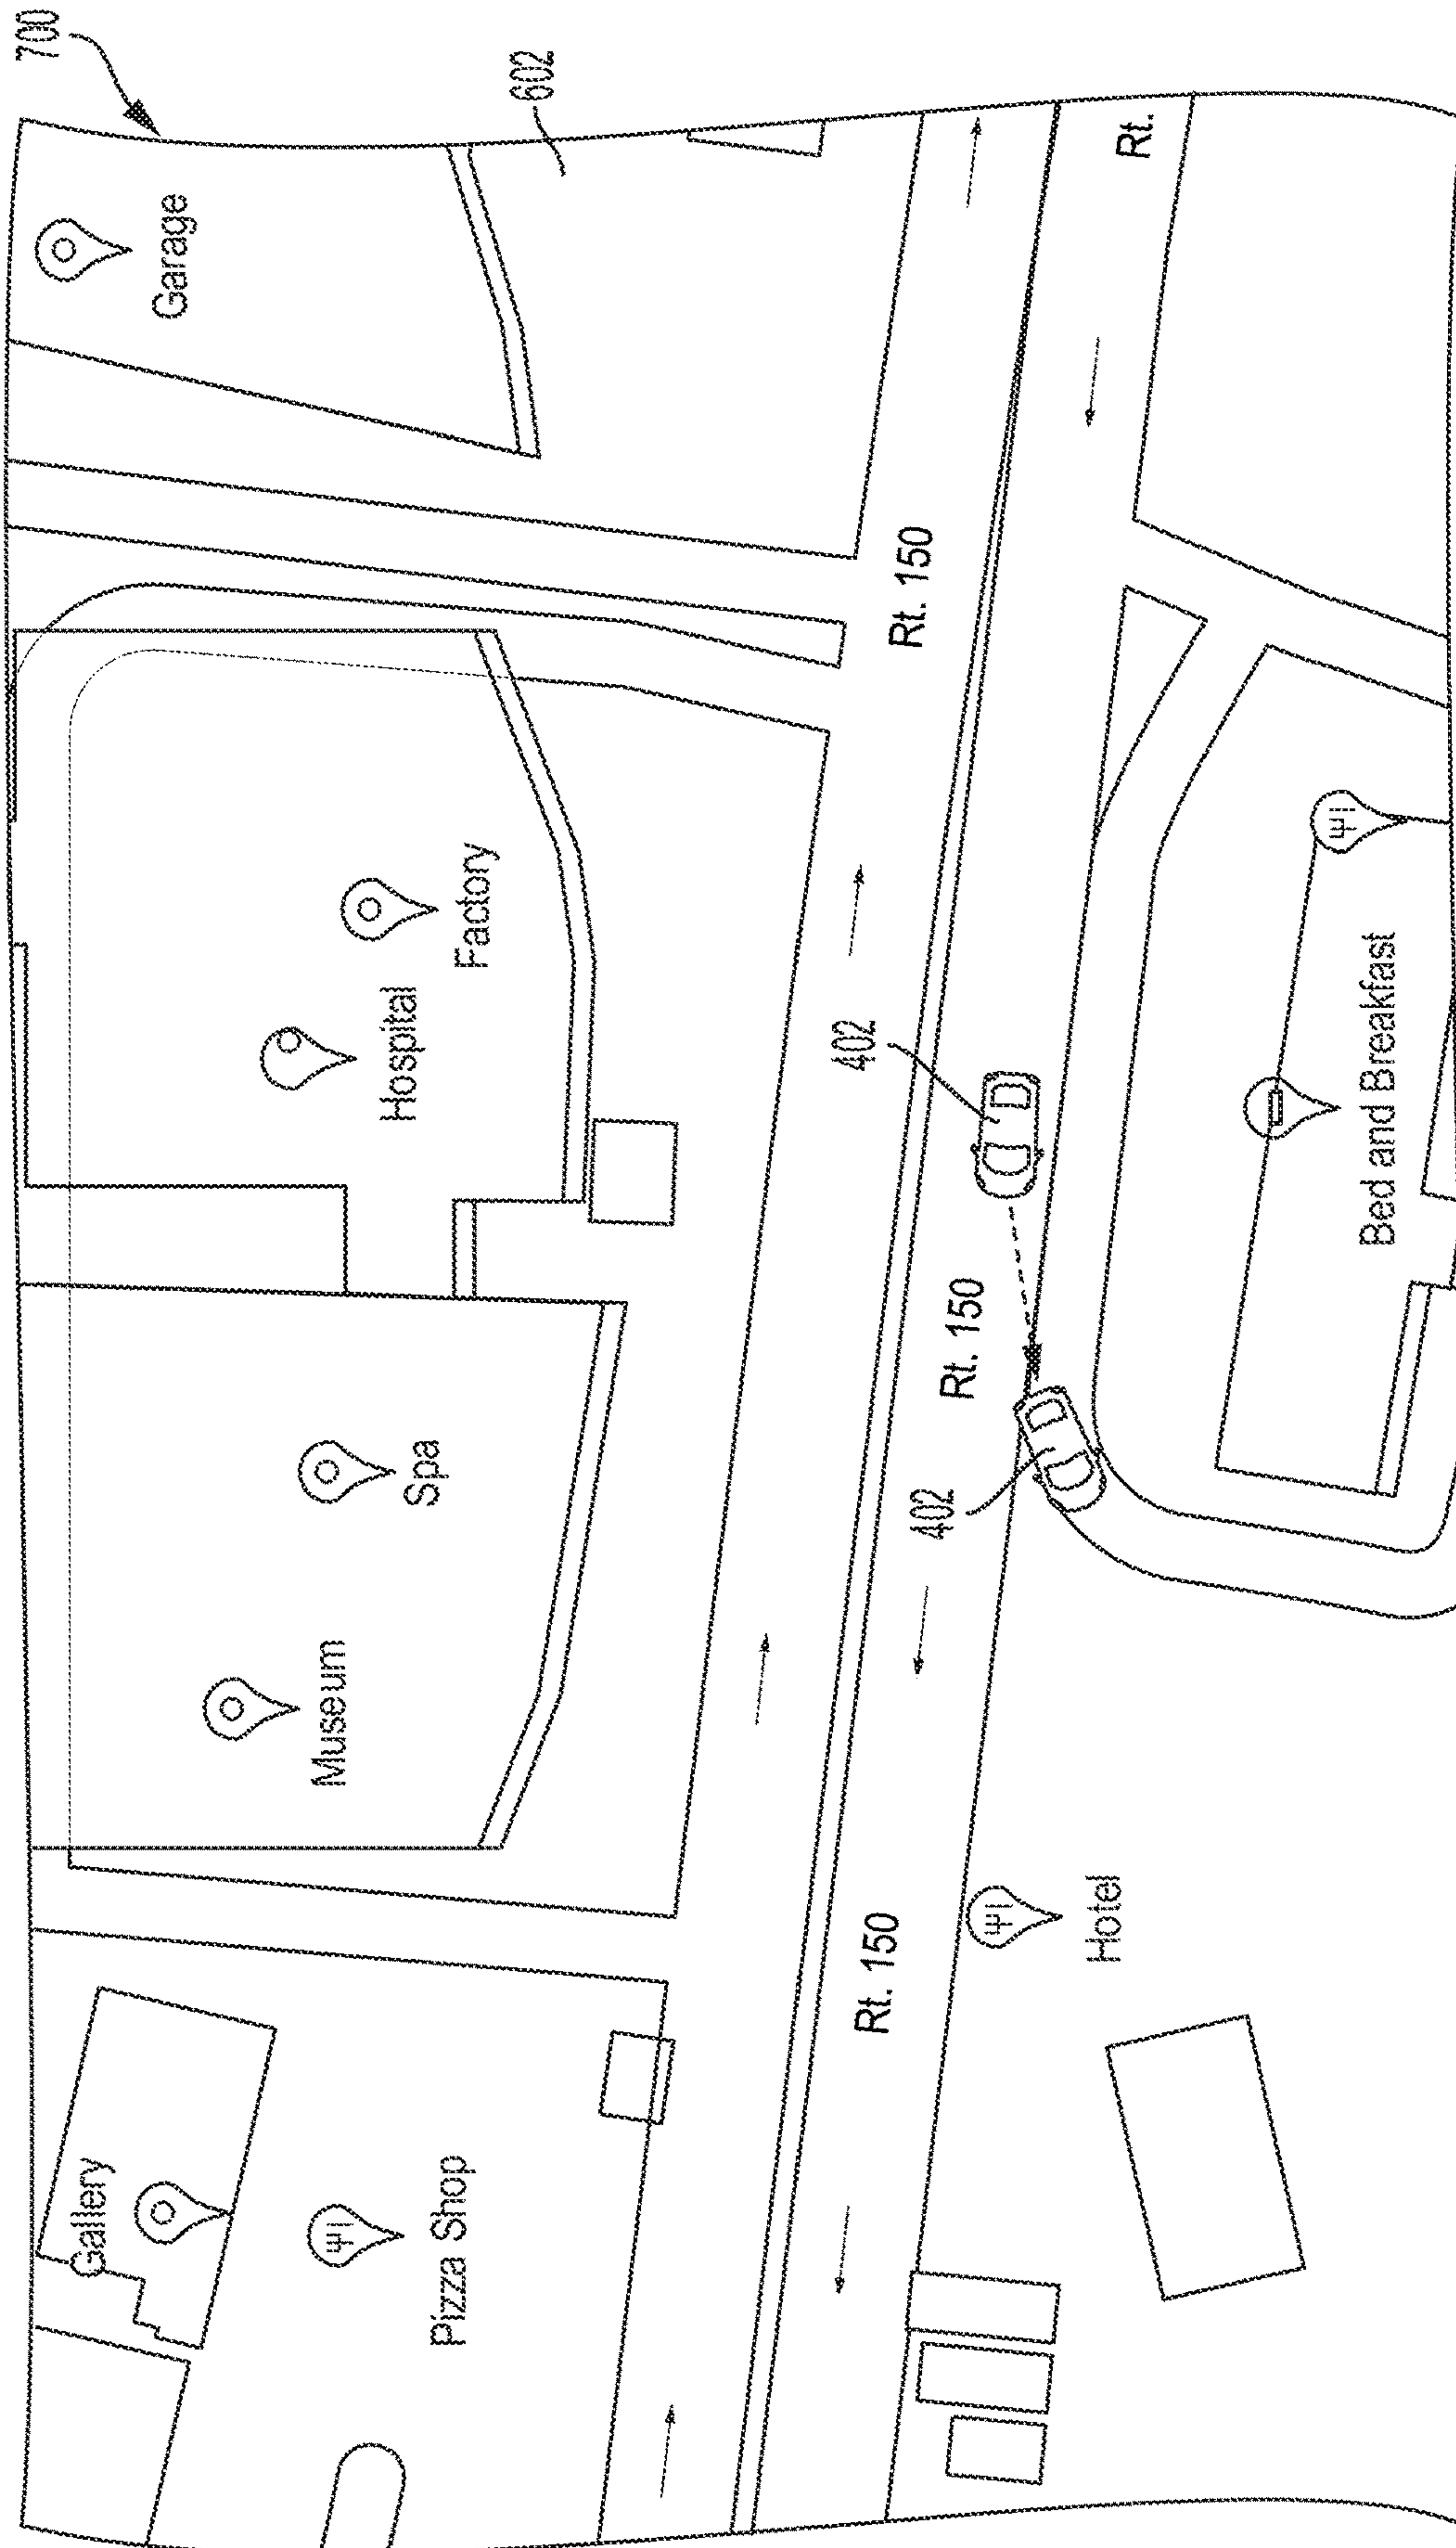 700
602
Garage
Rt.
Rt. 150
Factory
Hospital
402
Bed and Breakfast
Rt. 150
Spa
402
Museum
Rt. 150
Hotel
Gallery
Pizza Shop